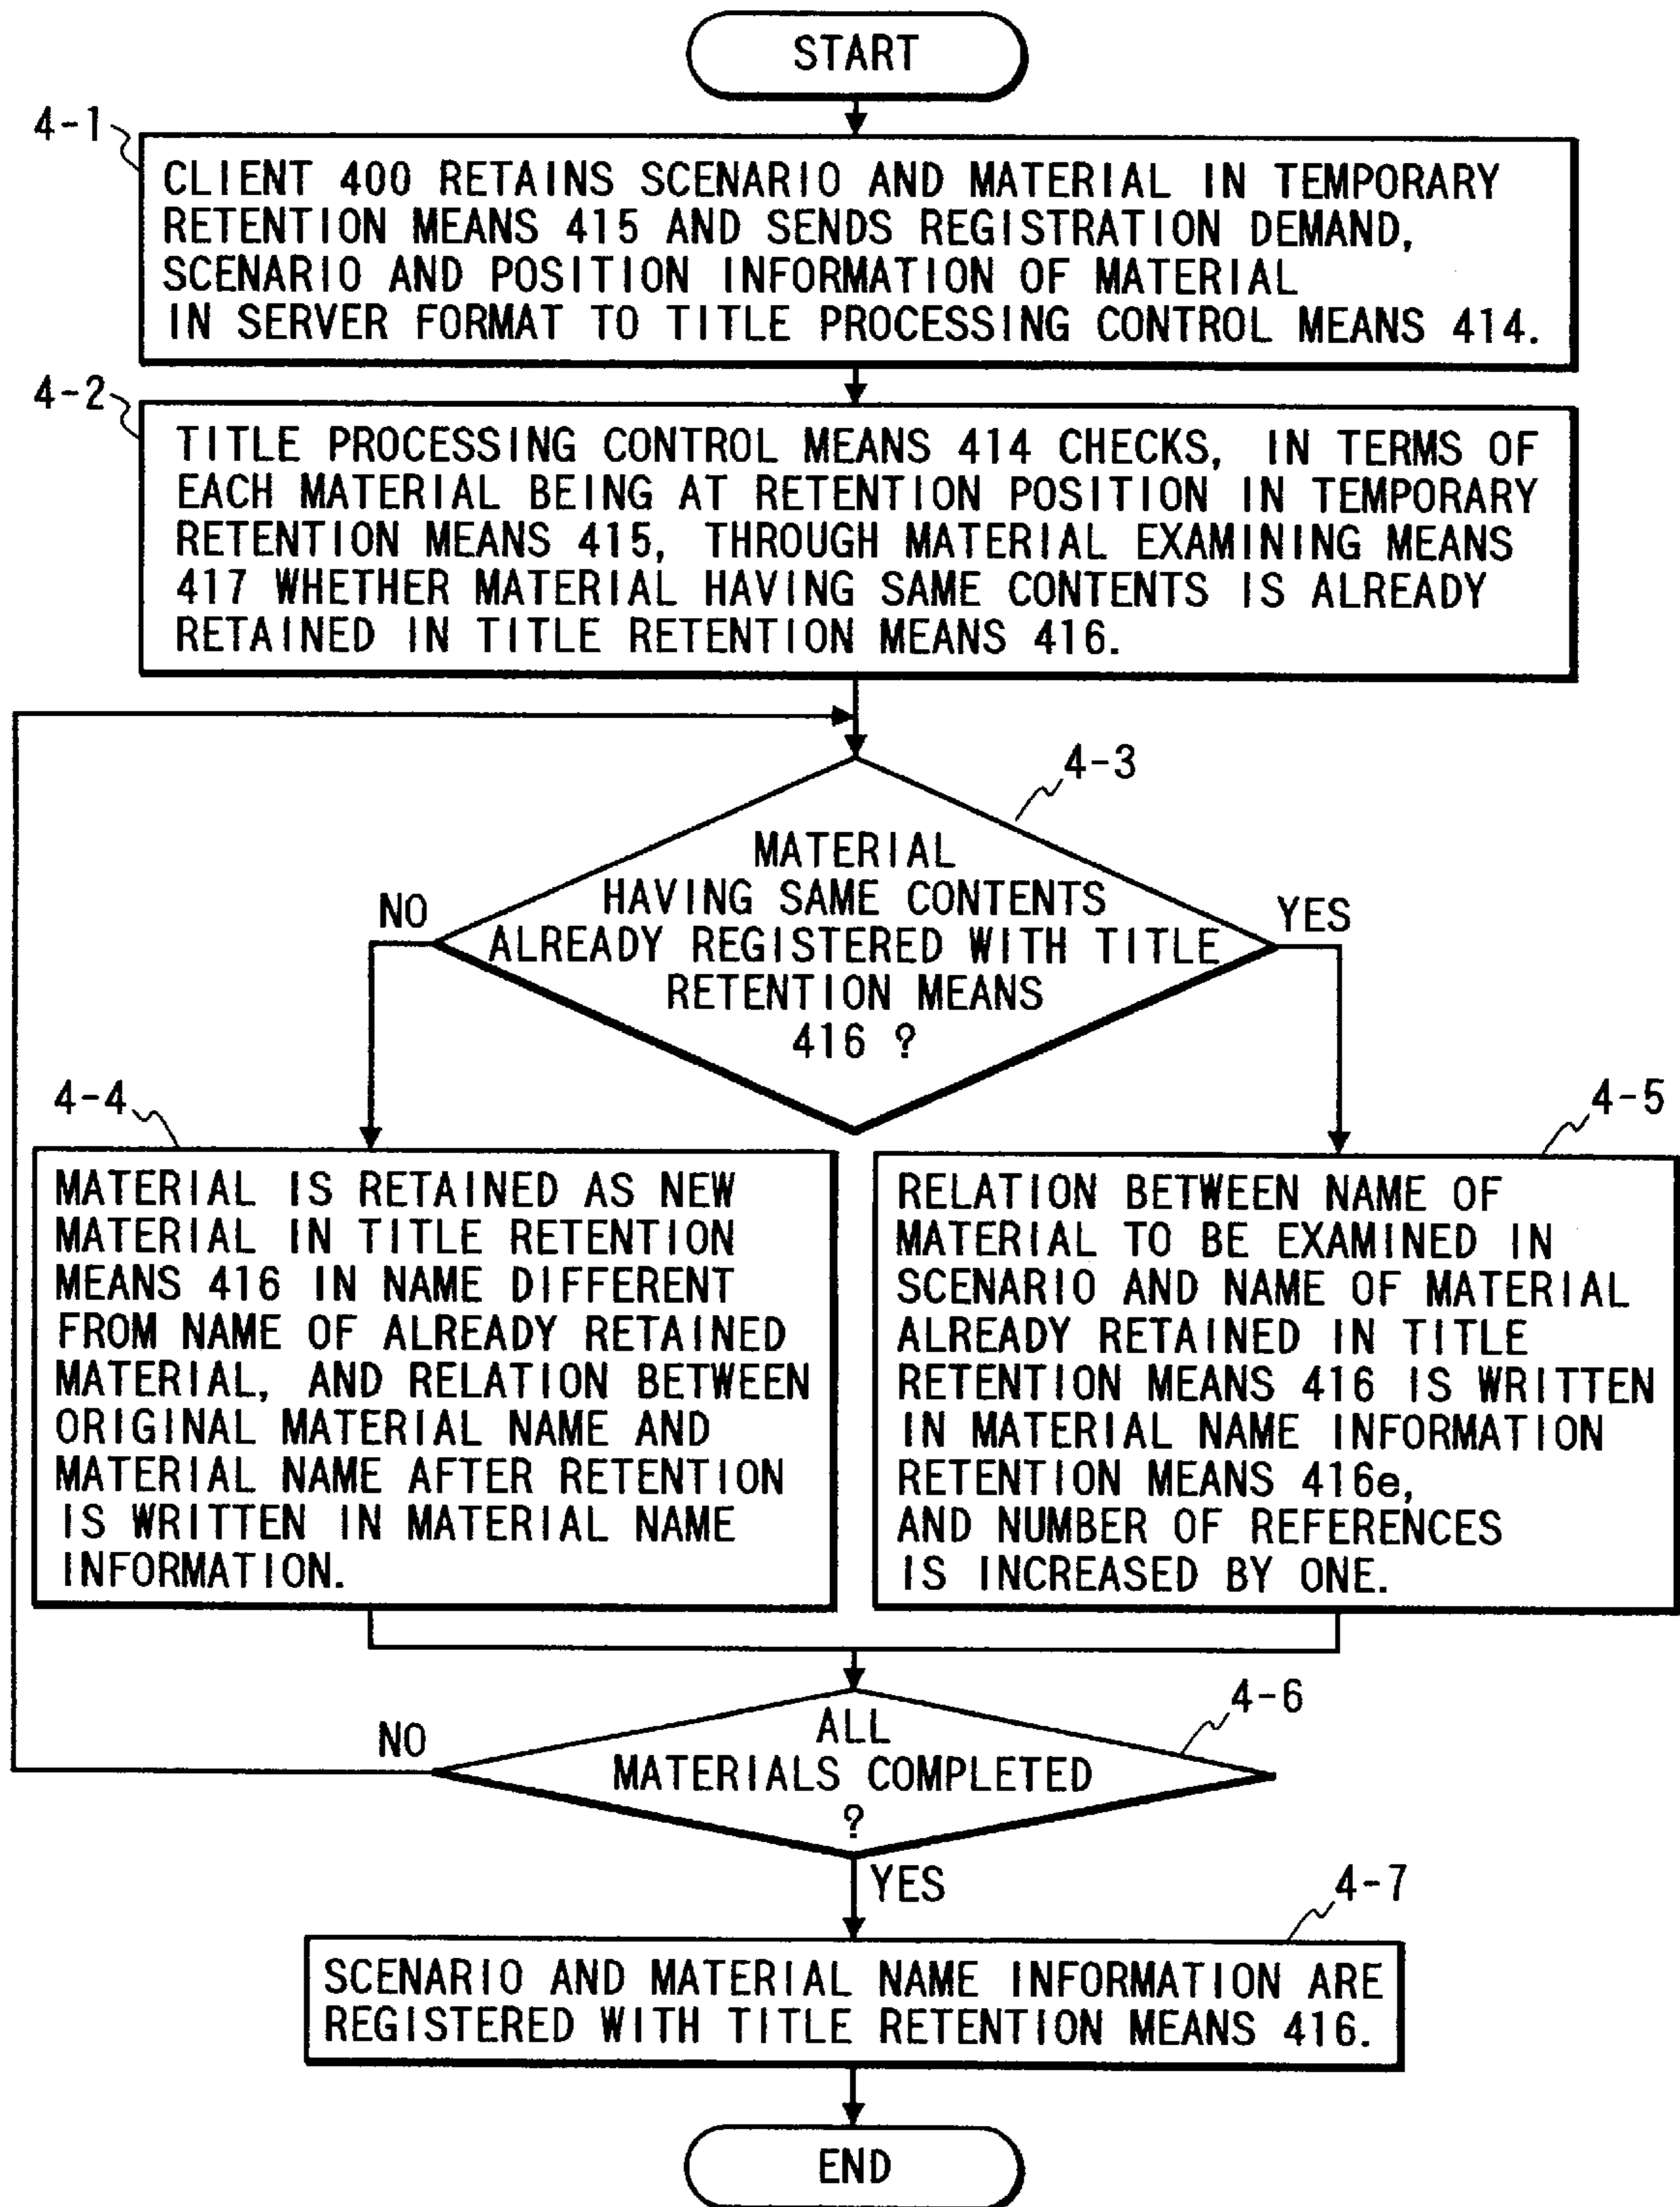 START
4-1
CLIENT 400 RETAINS SCENARIO AND MATERIAL IN TEMPORARY
RETENTION MEANS 415 AND SENDS REGISTRATION DEMAND,
SCENARIO AND POSITION INFORMATION OF MATERIAL
IN SERVER FORMAT TO TITLE PROCESSING CONTROL MEANS 414.
4-2
TITLE PROCESSING CONTROL MEANS 414 CHECKS, IN TERMS OF
EACH MATERIAL BEING AT RETENTION POSITION IN TEMPORARY
RETENTION MEANS 415, THROUGH MATERIAL EXAMINING MEANS
417 WHETHER MATERIAL HAVING SAME CONTENTS IS ALREADY
RETAINED IN TITLE RETENTION MEANS 416.
4-3
MATERIAL
HAVING SAME CONTENTS
ALREADY REGISTERED WITH TITLE
RETENTION MEANS
416 ?
NO
YES
4-4
MATERIAL IS RETAINED AS NEW
MATERIAL IN TITLE RETENTION
MEANS 416 IN NAME DIFFERENT
FROM NAME OF ALREADY RETAINED
MATERIAL, AND RELATION BETWEEN
ORIGINAL MATERIAL NAME AND
MATERIAL NAME AFTER RETENTION
IS WRITTEN IN MATERIAL NAME
INFORMATION.
4-5
RELATION BETWEEN NAME OF
MATERIAL TO BE EXAMINED IN
SCENARIO AND NAME OF MATERIAL
ALREADY RETAINED IN TITLE
RETENTION MEANS 416 IS WRITTEN
IN MATERIAL NAME INFORMATION
RETENTION MEANS 416e,
AND NUMBER OF REFERENCES
IS INCREASED BY ONE.
4-6
ALL
MATERIALS COMPLETED
?
NO
YES
4-7
SCENARIO AND MATERIAL NAME INFORMATION ARE
REGISTERED WITH TITLE RETENTION MEANS 416.
END